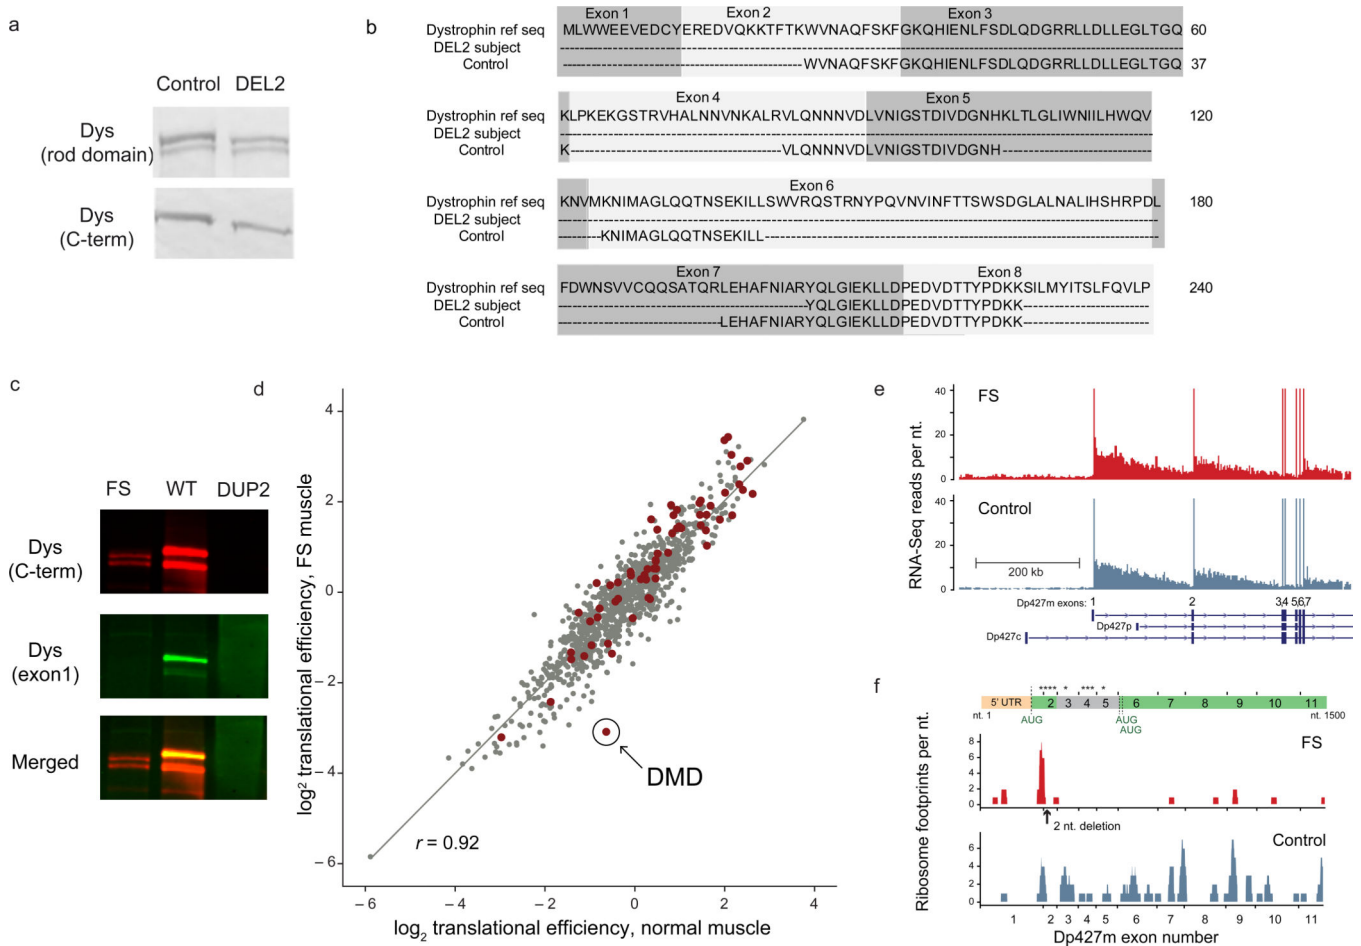 a
Control DEL2
Dys
(rod domain)
Dys
(C-term)
b
Exon 1 Exon 2 Exon 3
Dystrophin ref seq MLWWEEVEDCYEREDVQKKTFTKWVNAQFSKFGKQHIENLFSDLQDGRRLLDLLEGLTGQ 60
DEL2 subject ------------------------------------------------------------
Control -----------------------WVNAQFSKFGKQHIENLFSDLQDGRRLLDLLEGLTGQ 37
Exon 4 Exon 5
Dystrophin ref seq KLPKEKGSTRVHALNNVNKALRVLQNNNVDLVNIGSTDIVDGNHKLTLGLIWNIILHWQV 120
DEL2 subject ------------------------------------------------------------
Control K---------------------VLQNNNVDLVNIGSTDIVDGNH----------------
Exon 6
Dystrophin ref seq KNVMKNIMAGLQQTNSEKILLSWVRQSTRNYPQVNVINFTTSWSDGLALNALIHSHRPDL 180
DEL2 subject ------------------------------------------------------------
Control ----KNIMAGLQQTNSEKILL---------------------------------------
Exon 7 Exon 8
Dystrophin ref seq FDWNSVVCQQSATQRLEHAFNIARYQLGIEKLLDPEDVDTTYPDKKSILMYITSLFQVLP 240
DEL2 subject ------------------------YQLGIEKLLDPEDVDTTYPDKK--------------
Control ---------------LEHAFNIARYQLGIEKLLDPEDVDTTYPDKK--------------
c
FS WT DUP2
Dys
(C-term)
Dys
(exon1)
Merged
d
log² translational efficiency, FS muscle
4
2
0
−2
−4
−6
DMD
r = 0.92
−6 −4 −2 0 2 4
log₂ translational efficiency, normal muscle
e
RNA-Seq reads per nt.
FS
40
20
0
Control
40
20
0
200 kb
Dp427m exons: 1 2 3,4 5 6,7
Dp427p
Dp427c
f
**** * *** *
5' UTR 2 3 4 5 6 7 8 9 10 11
nt. 1 AUG AUG nt. 1500
AUG
Ribosome footprints per nt.
FS
8
6
4
2
0
2 nt. deletion
Control
6
4
2
0
1 2 3 4 5 6 7 8 9 10 11
Dp427m exon number